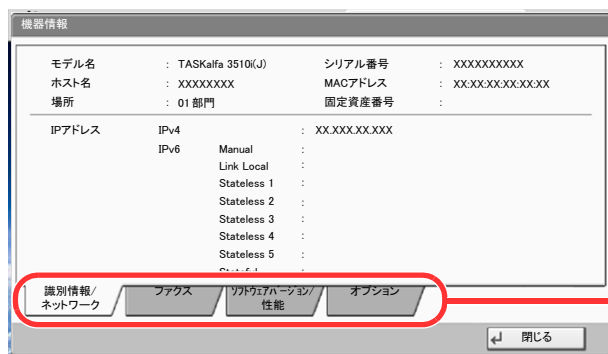 機器情報
モデル名 : TASKalfa 3510i(J) シリアル番号 : XXXXXXXXXX
ホスト名 : XXXXXXXX MACアドレス : XX:XX:XX:XX:XX:XX
場所 : 01 部門 固定資産番号 :
IPアドレス IPv4 : XX.XXX.XX.XXX
IPv6 Manual :
Link Local :
Stateless 1 :
Stateless 2 :
Stateless 3 :
Stateless 4 :
Stateless 5 :
Stateful :
識別情報/
ネットワーク
ファクス
ソフトウェアバージョン/
性能
オプション
閉じる